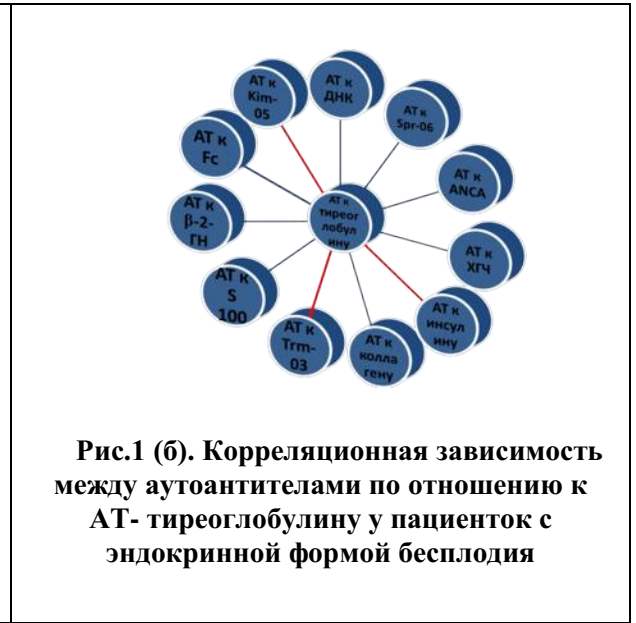 АТ к
ДНК
АТ к
Spr-06
АТ к
ANCA
АТ к
ХГЧ
АТ к
инсул
ину
АТ к
колла
гену
АТ к
Trm-
03
АТ к
S
100
АТ к
β-2-
ГН
АТ к
Fc
АТ к
Kim-
05
АТ к
тиреог
лобул
ину
Рис.1 (б). Корреляционная зависимость
между аутоантителами по отношению к
АТ- тиреоглобулину у пациенток с
эндокринной формой бесплодия